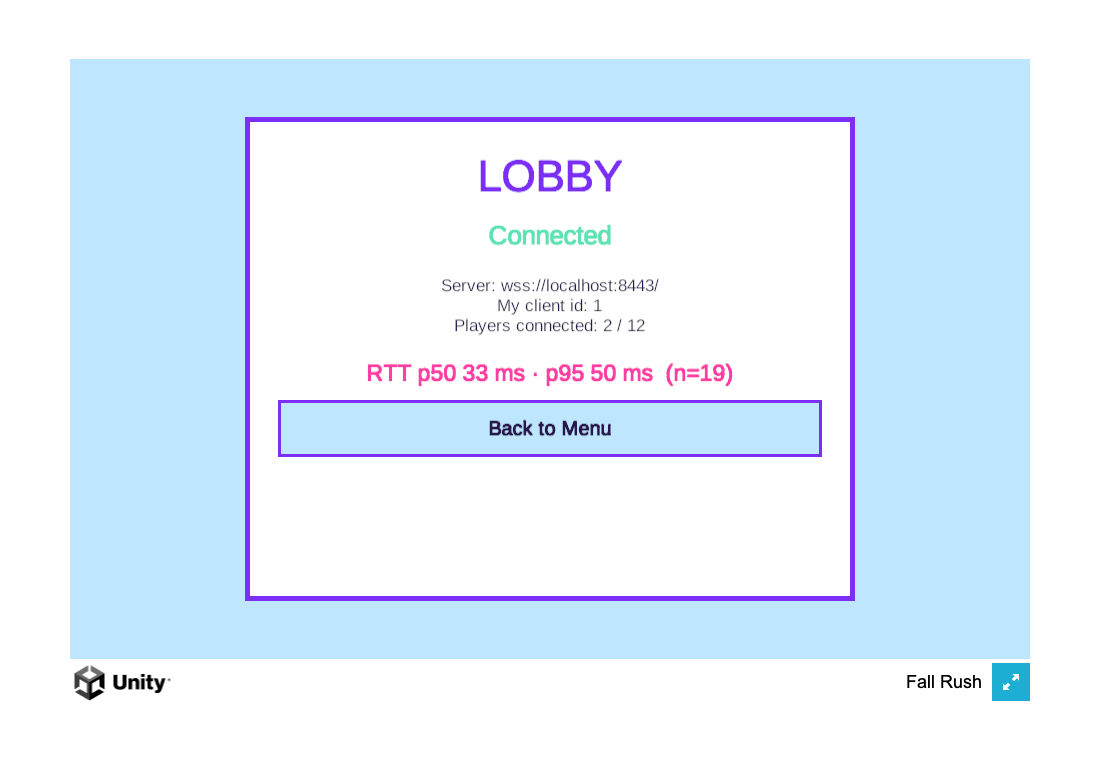 LOBBY
Connected
Server: wss://localhost:8443/
My client id: 1
Players connected: 2 / 12
RTT p50 33 ms · p95 50 ms (n=19)
Back to Menu
Unity
Fall Rush